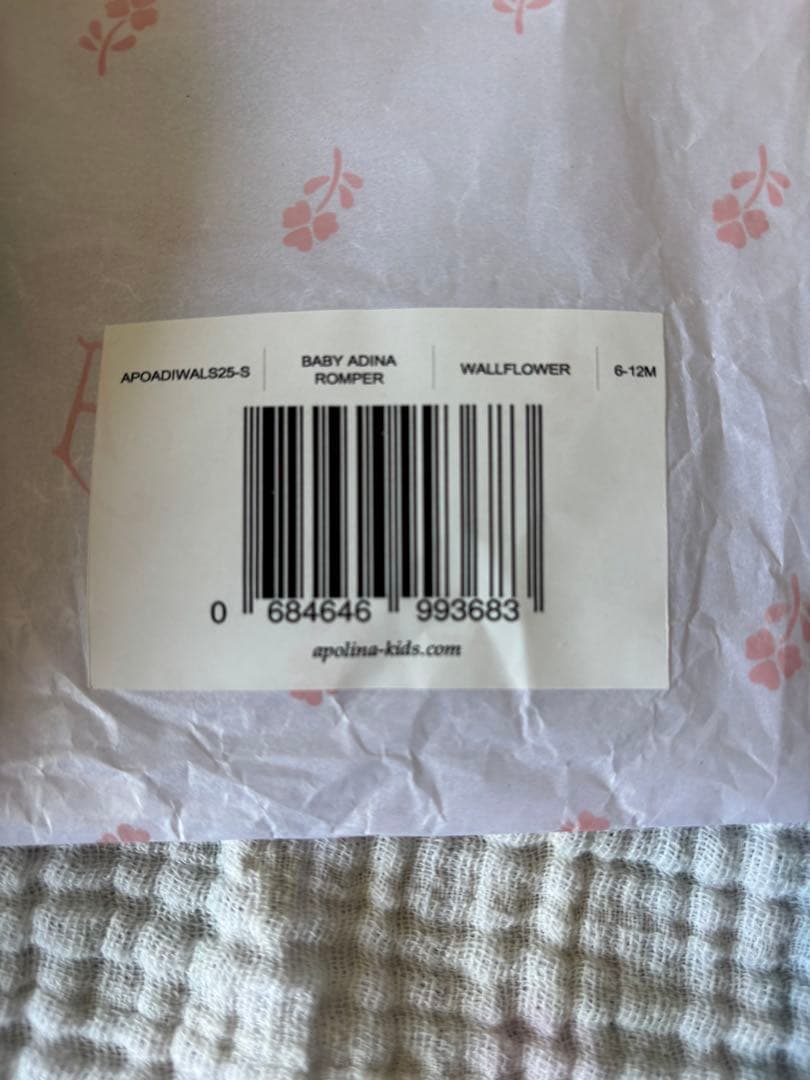 APOADIWALS25-S
BABY ADINA
ROMPER
WALLFLOWER
6-12M
0 684646 993683
apolina-kids.com